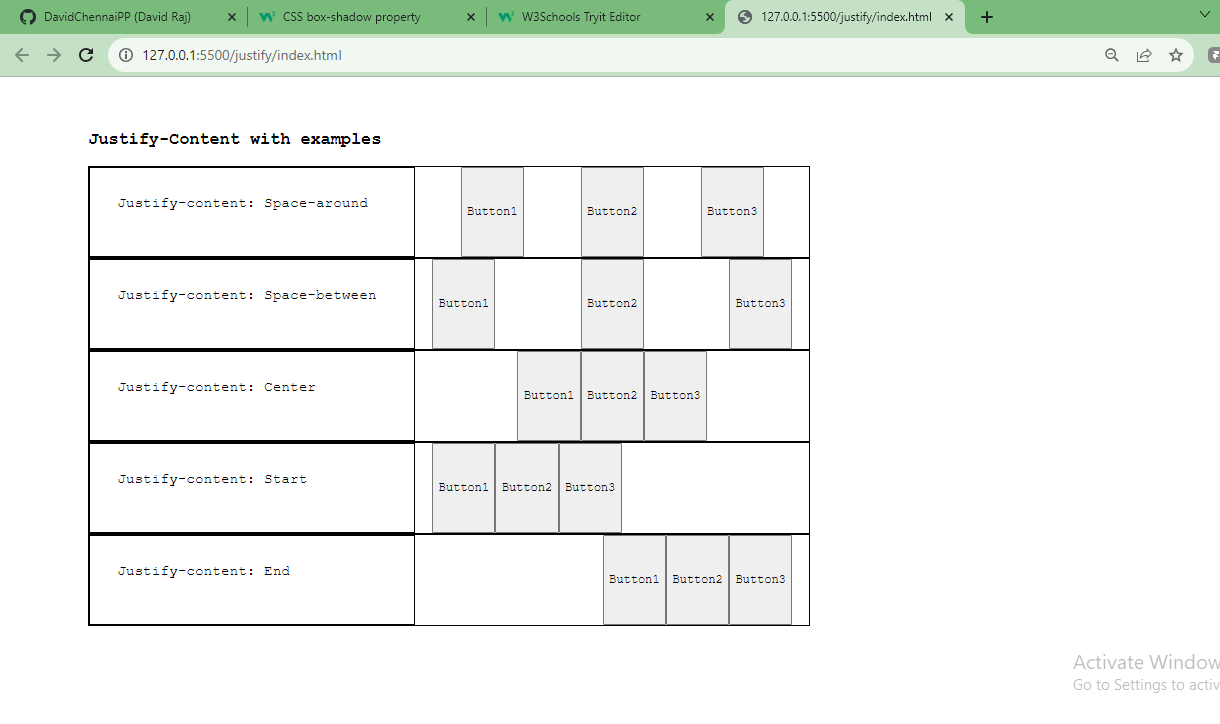 DavidChennaiPP (David Raj)
CSS box-shadow property
W3Schools Tryit Editor
127.0.0.1:5500/justify/index.html
127.0.0.1:5500/justify/index.html
Justify-Content with examples
Justify-content: Space-around
Button1 Button2 Button3
Justify-content: Space-between
Button1 Button2 Button3
Justify-content: Center
Button1 Button2 Button3
Justify-content: Start
Button1 Button2 Button3
Justify-content: End
Button1 Button2 Button3
Activate Window
Go to Settings to activ